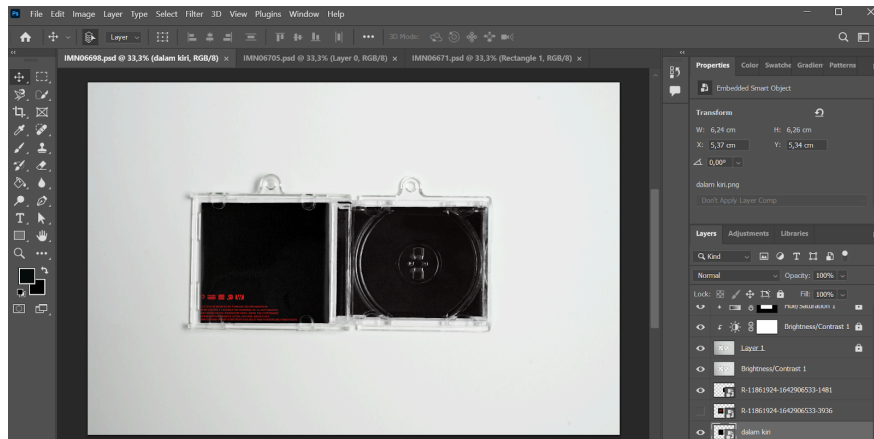 Ps File Edit Image Layer Type Select Filter 3D View Plugins Window Help
Layer 3D Mode:
IMN06698.psd @ 33,3% (dalam kiri, RGB/8) × IMN06705.psd @ 33,3% (Layer 0, RGB/8) × IMN06671.psd @ 33,3% (Rectangle 1, RGB/8) ×
Properties Color Swatche Gradien Patterns
Embedded Smart Object
Transform
W: 6,24 cm H: 6,26 cm
X: 5,37 cm Y: 5,34 cm
0,00°
dalam kiri.png
Don't Apply Layer Comp
Layers Adjustments Libraries
Kind
Normal Opacity: 100%
Lock: Fill: 100%
Hue/Saturation 1
Brightness/Contrast 1
Layer 1
Brightness/Contrast 1
R-11861924-1642906533-1481
R-11861924-1642906533-3936
dalam kiri